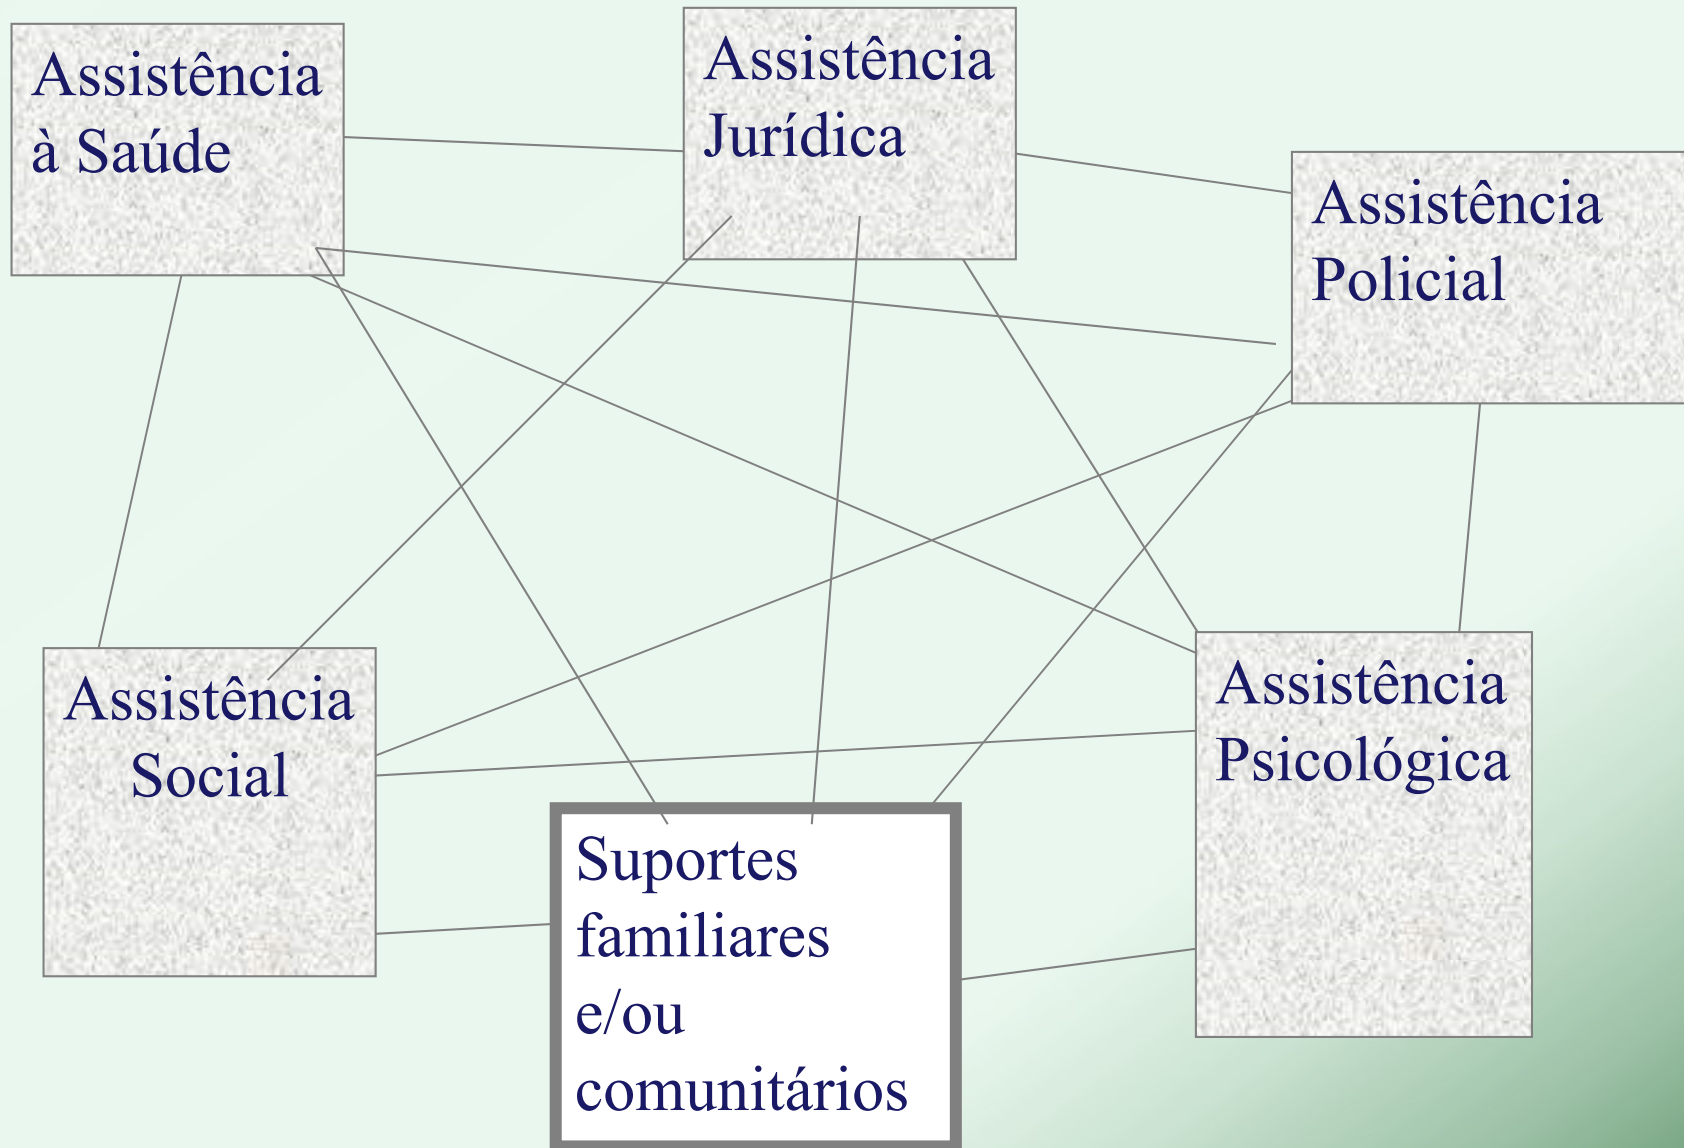 Assistência
à Saúde
Assistência
Jurídica
Assistência
Policial
Assistência
Social
Suportes
familiares
e/ou
comunitários
Assistência
Psicológica